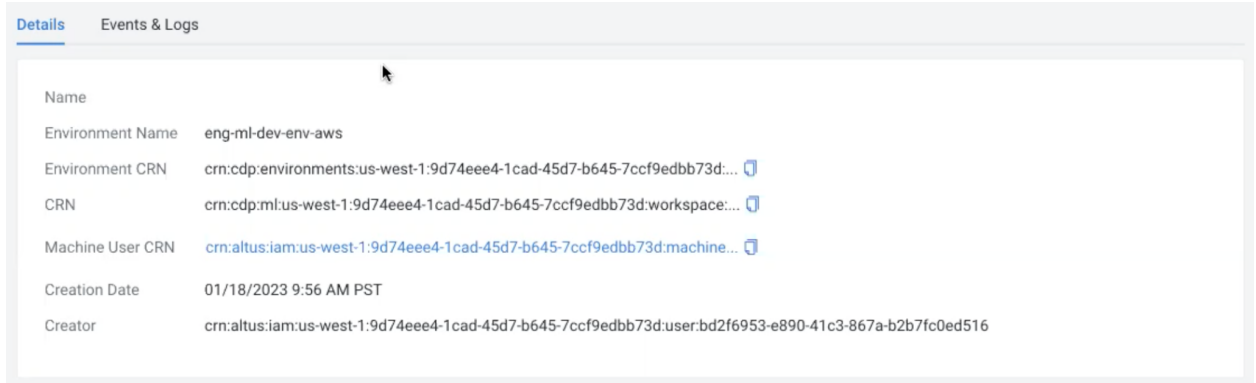 Details Events & Logs
Name
Environment Name eng-ml-dev-env-aws
Environment CRN crn:cdp:environments:us-west-1:9d74eee4-1cad-45d7-b645-7ccf9edbb73d:...
CRN crn:cdp:ml:us-west-1:9d74eee4-1cad-45d7-b645-7ccf9edbb73d:workspace:...
Machine User CRN crn:altus:iam:us-west-1:9d74eee4-1cad-45d7-b645-7ccf9edbb73d:machine...
Creation Date 01/18/2023 9:56 AM PST
Creator crn:altus:iam:us-west-1:9d74eee4-1cad-45d7-b645-7ccf9edbb73d:user:bd2f6953-e890-41c3-867a-b2b7fc0ed516